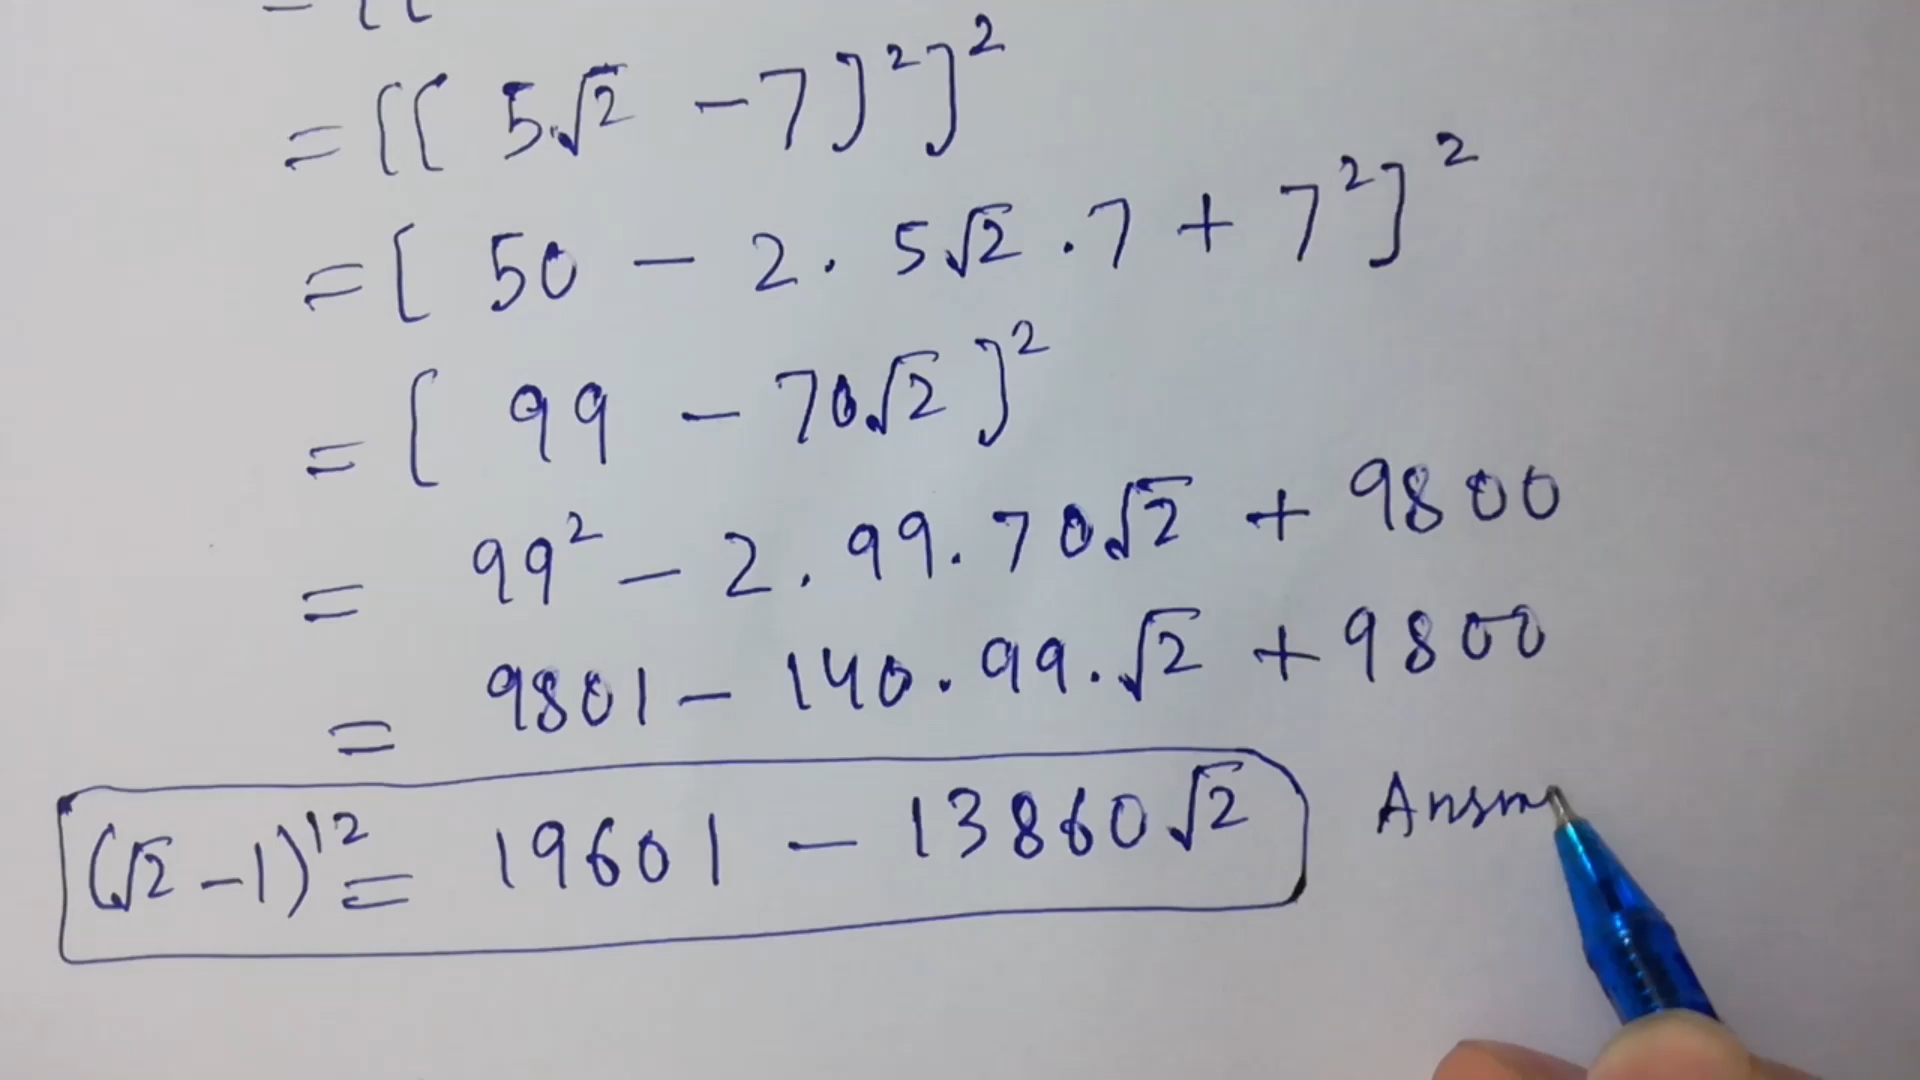 = [[
= [[ 5√2 - 7]²]²
= [ 50 - 2. 5√2 .7 + 7²]²
= [ 99 - 70√2 ]²
= 99² - 2.99.70√2 + 9800
= 9801 - 140.99.√2 + 9800
(√2 - 1)¹² = 19601 - 13860√2